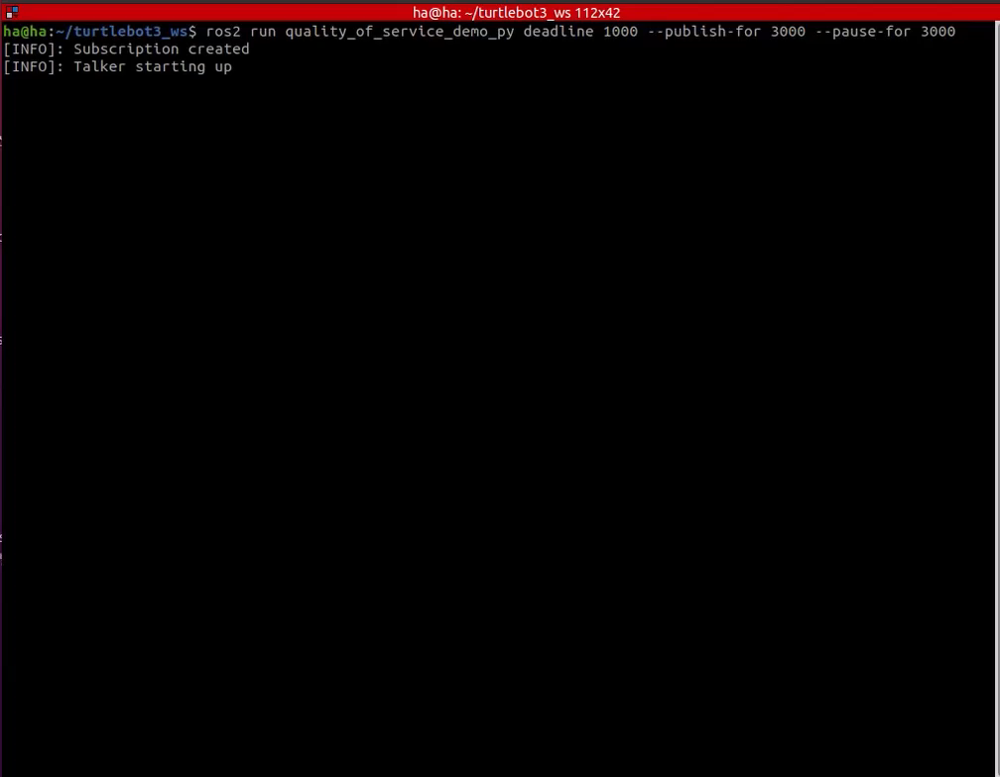 ha@ha: ~/turtlebot3_ws 112x42
ha@ha:~/turtlebot3_ws$ ros2 run quality_of_service_demo_py deadline 1000 --publish-for 3000 --pause-for 3000
[INFO]: Subscription created
[INFO]: Talker starting up